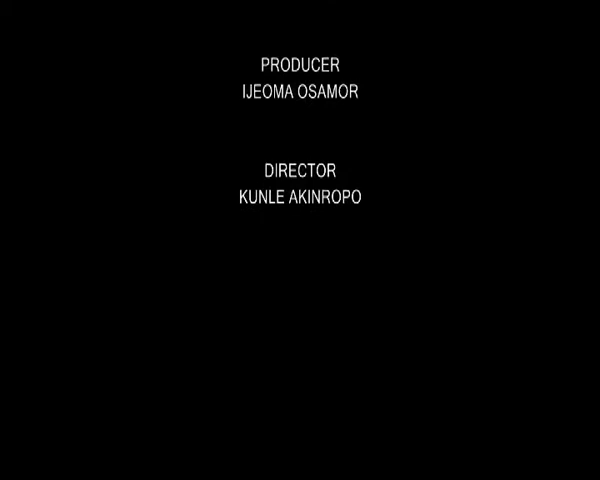 PRODUCER
IJEOMA OSAMOR
DIRECTOR
KUNLE AKINROPO